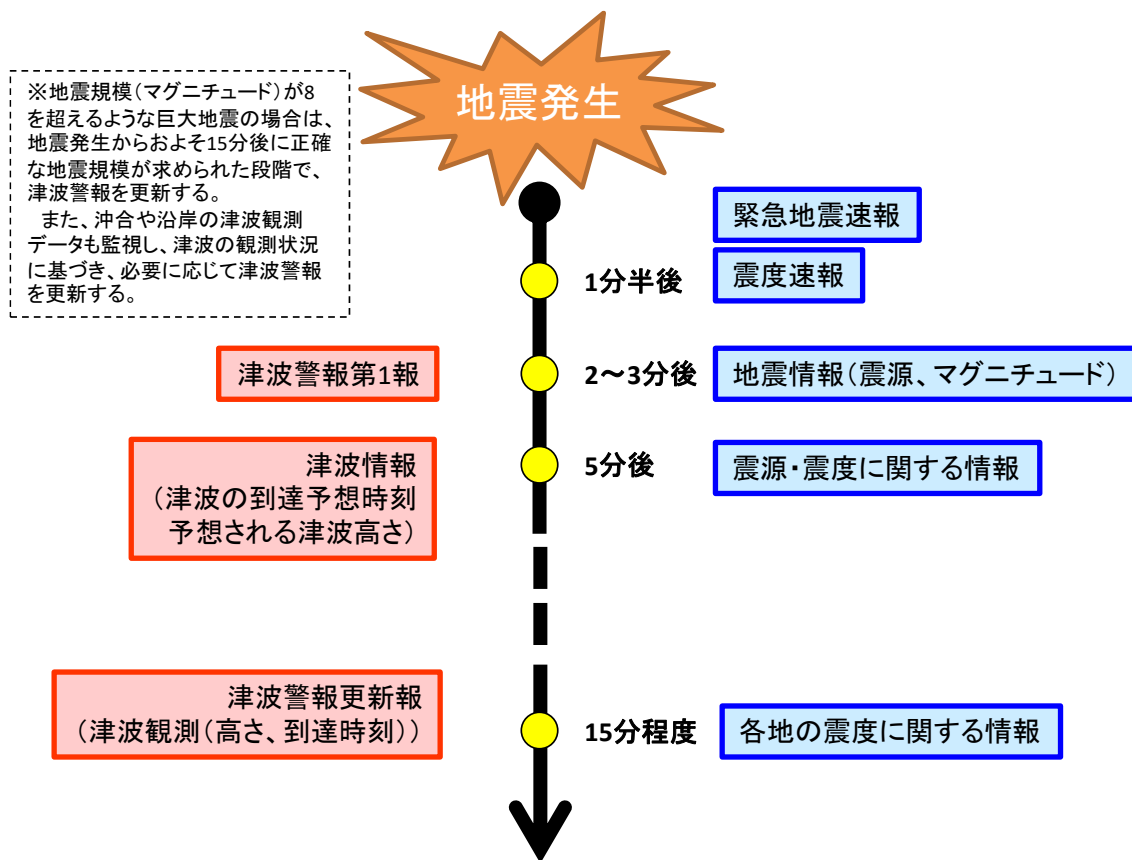 地震発生
※地震規模(マグニチュード)が8
を超えるような巨大地震の場合は、
地震発生からおよそ15分後に正確
な地震規模が求められた段階で、
津波警報を更新する。
また、沖合や沿岸の津波観測
データも監視し、津波の観測状況
に基づき、必要に応じて津波警報
を更新する。
緊急地震速報
1分半後
震度速報
津波警報第1報
2~3分後
地震情報(震源、マグニチュード)
津波情報
(津波の到達予想時刻
予想される津波高さ)
5分後
震源・震度に関する情報
津波警報更新報
(津波観測(高さ、到達時刻))
15分程度
各地の震度に関する情報